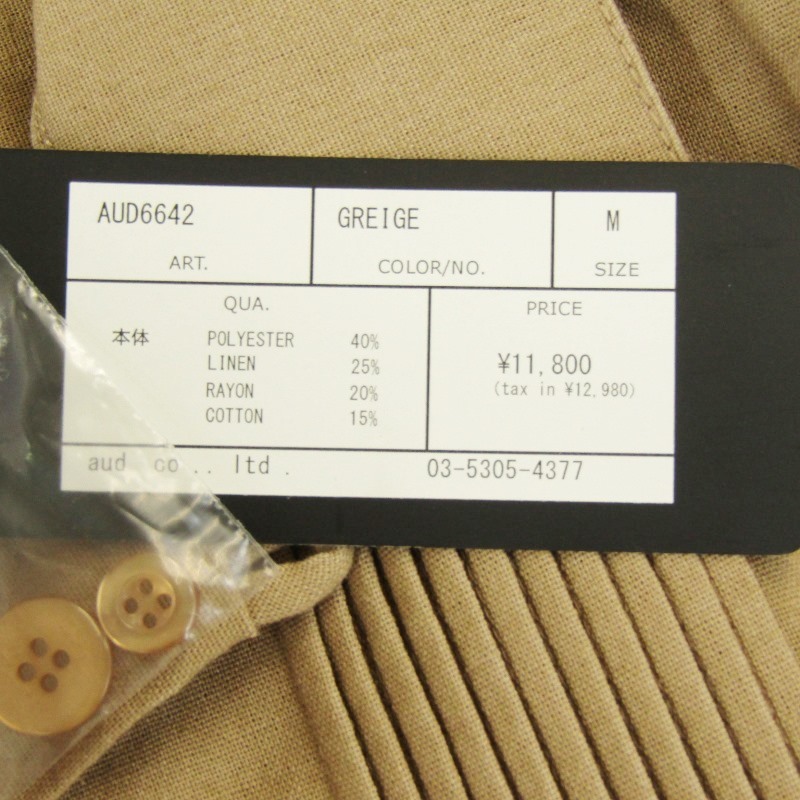 AUD6642 GREIGE M
ART. COLOR/NO. SIZE
QUA. PRICE
本体 POLYESTER 40%
LINEN 25% ¥11,800
RAYON 20% (tax in ¥12,980)
COTTON 15%
aud co.. ltd. 03-5305-4377